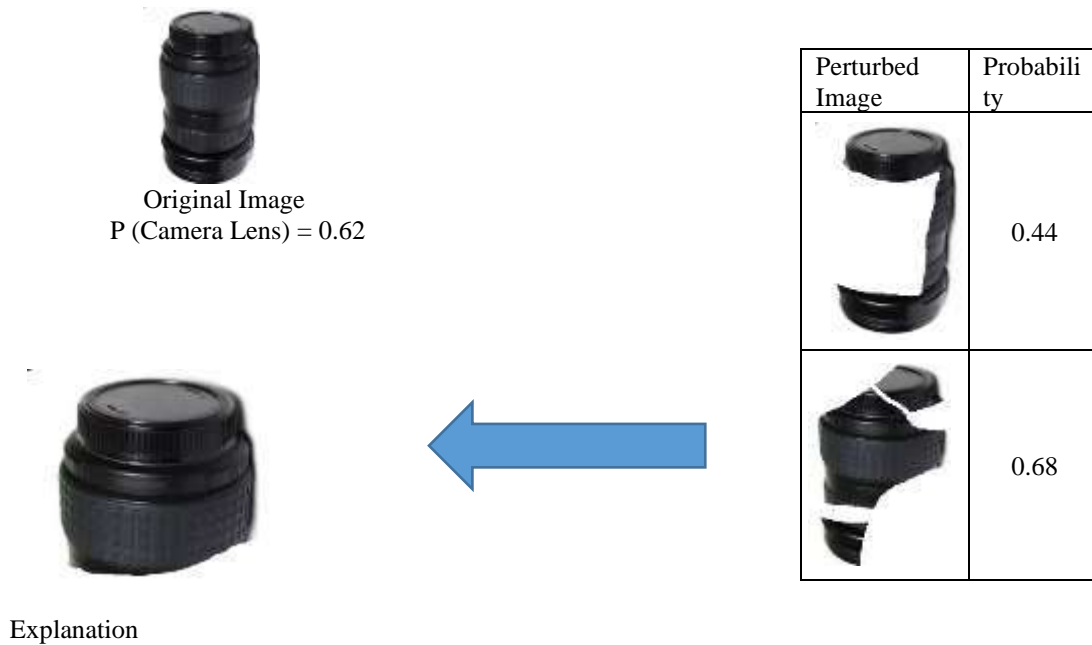 Original Image
P (Camera Lens) = 0.62
Perturbed
Image
Probabili
ty
0.44
0.68
Explanation